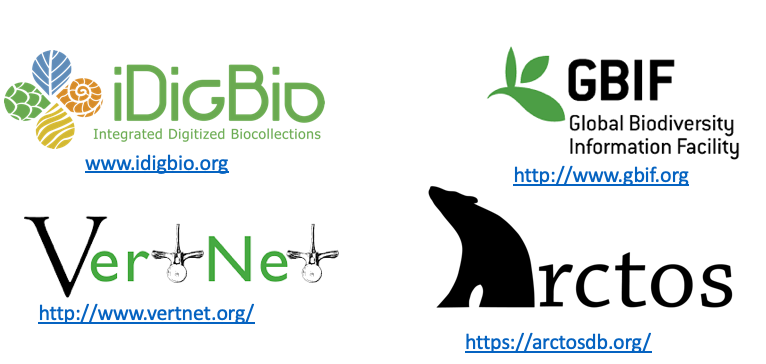 iDigBio
Integrated Digitized Biocollections
www.idigbio.org
GBIF
Global Biodiversity
Information Facility
http://www.gbif.org
VertNet
http://www.vertnet.org/
Arctos
https://arctosdb.org/